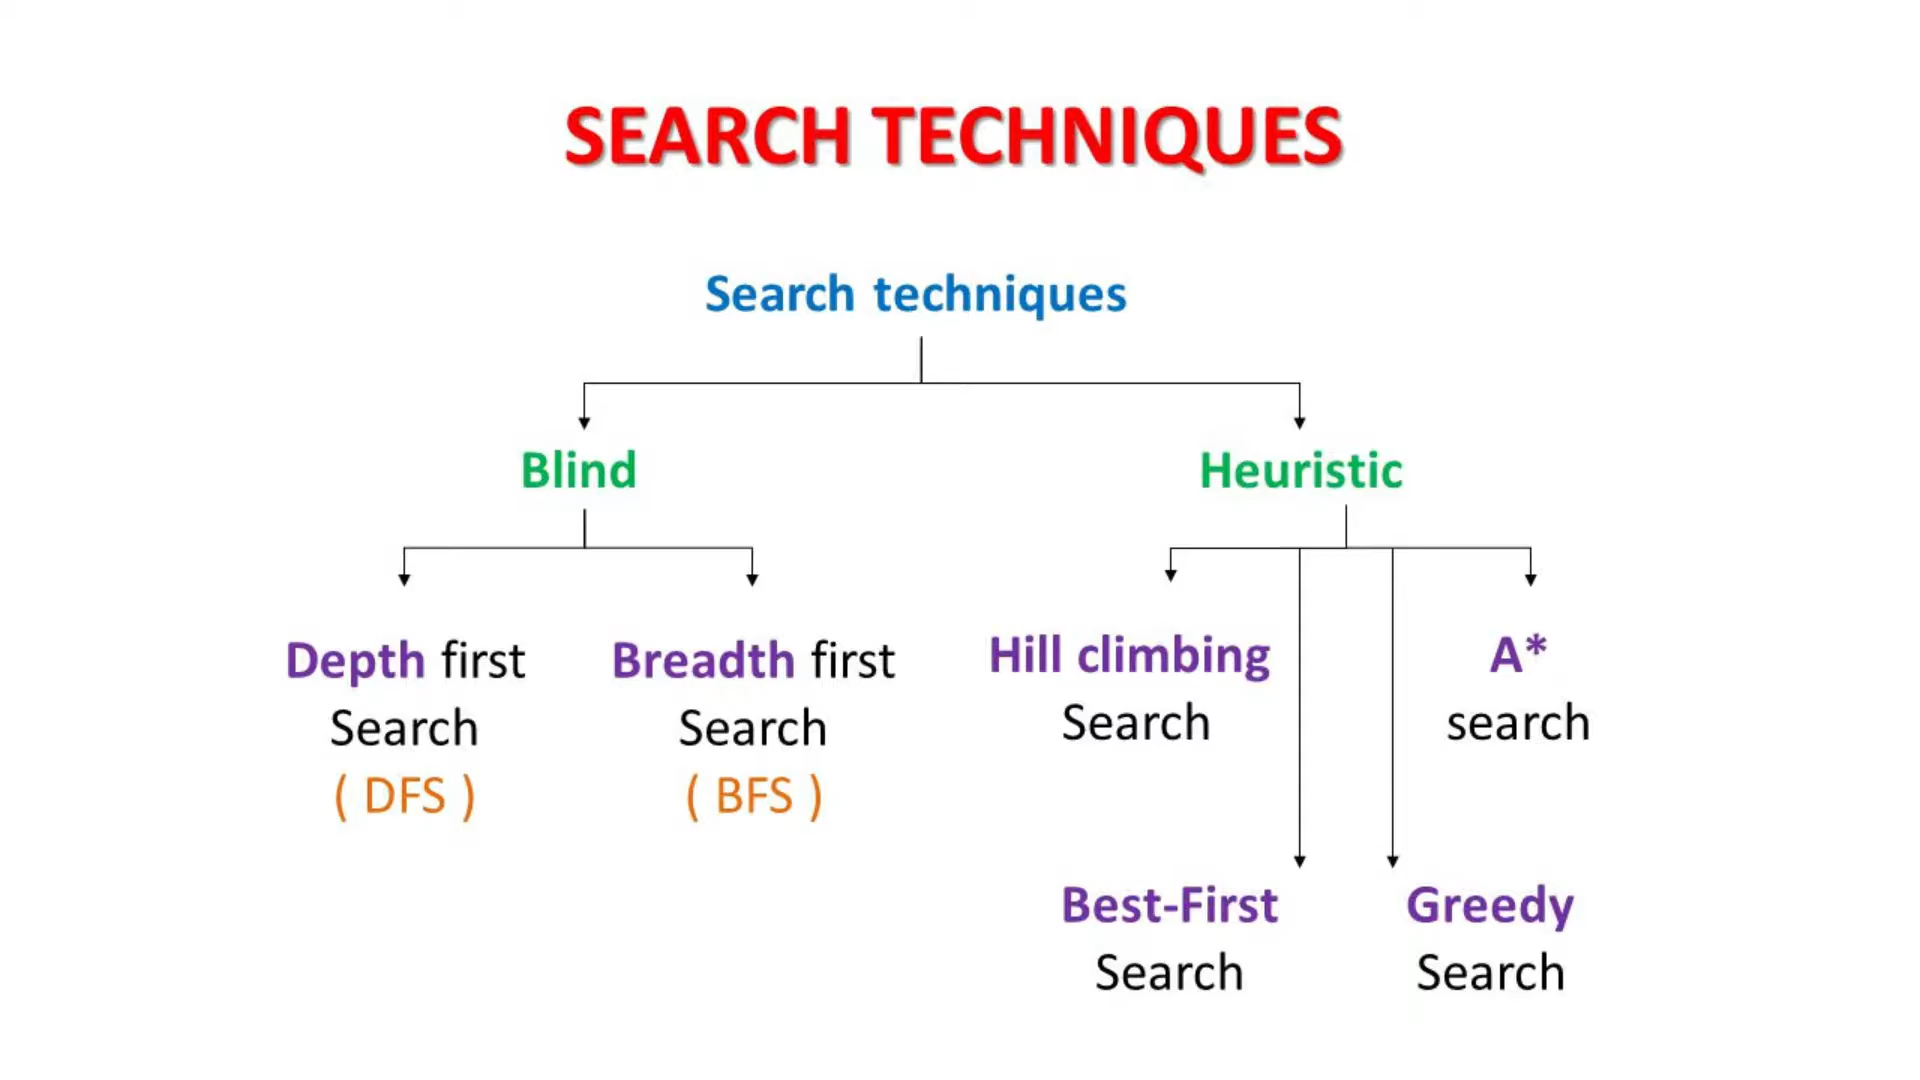 SEARCH TECHNIQUES
Search techniques
Blind
Heuristic
Depth first
Search
( DFS )
Breadth first
Search
( BFS )
Hill climbing
Search
A*
search
Best-First
Search
Greedy
Search